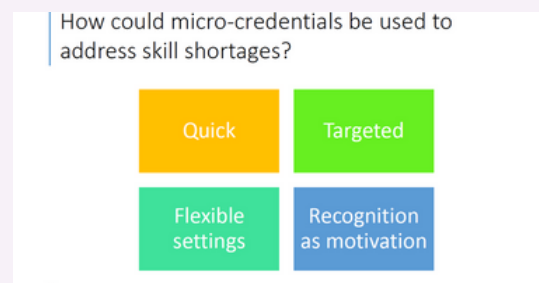 How could micro-credentials be used to
address skill shortages?
Quick
Targeted
Flexible
settings
Recognition
as motivation